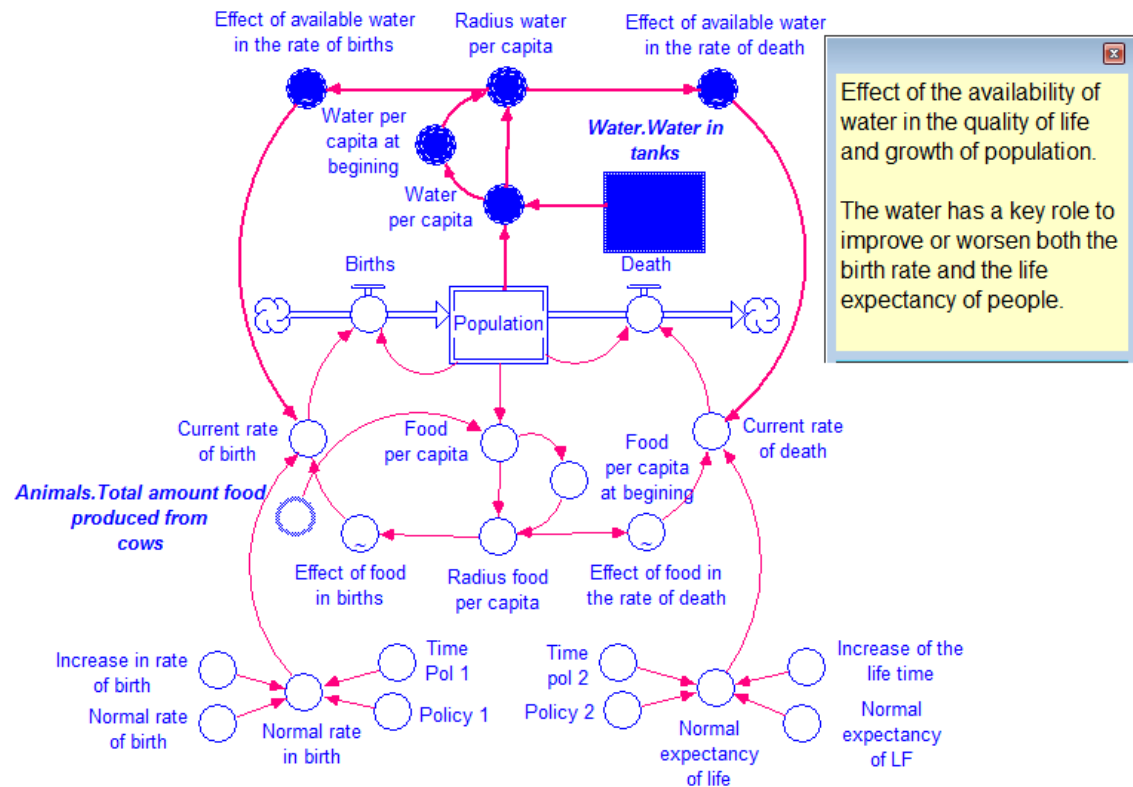 Effect of available water
in the rate of births
Radius water
per capita
Effect of available water
in the rate of death
x
Effect of the availability of
water in the quality of life
and growth of population.
The water has a key role to
improve or worsen both the
birth rate and the life
expectancy of people.
Water per
capita at
begining
Water.Water in
tanks
Water
per capita
Births
Death
Population
Current rate
of birth
Food
per capita
Food
per capita
at begining
Current rate
of death
Animals.Total amount food
produced from
cows
~
~
Effect of food
in births
Radius food
per capita
Effect of food in
the rate of death
Increase in rate
of birth
Time
Pol 1
Time
pol 2
Increase of the
life time
Normal rate
of birth
Normal rate
in birth
Policy 1
Policy 2
Normal
expectancy
of life
Normal
expectancy
of LF